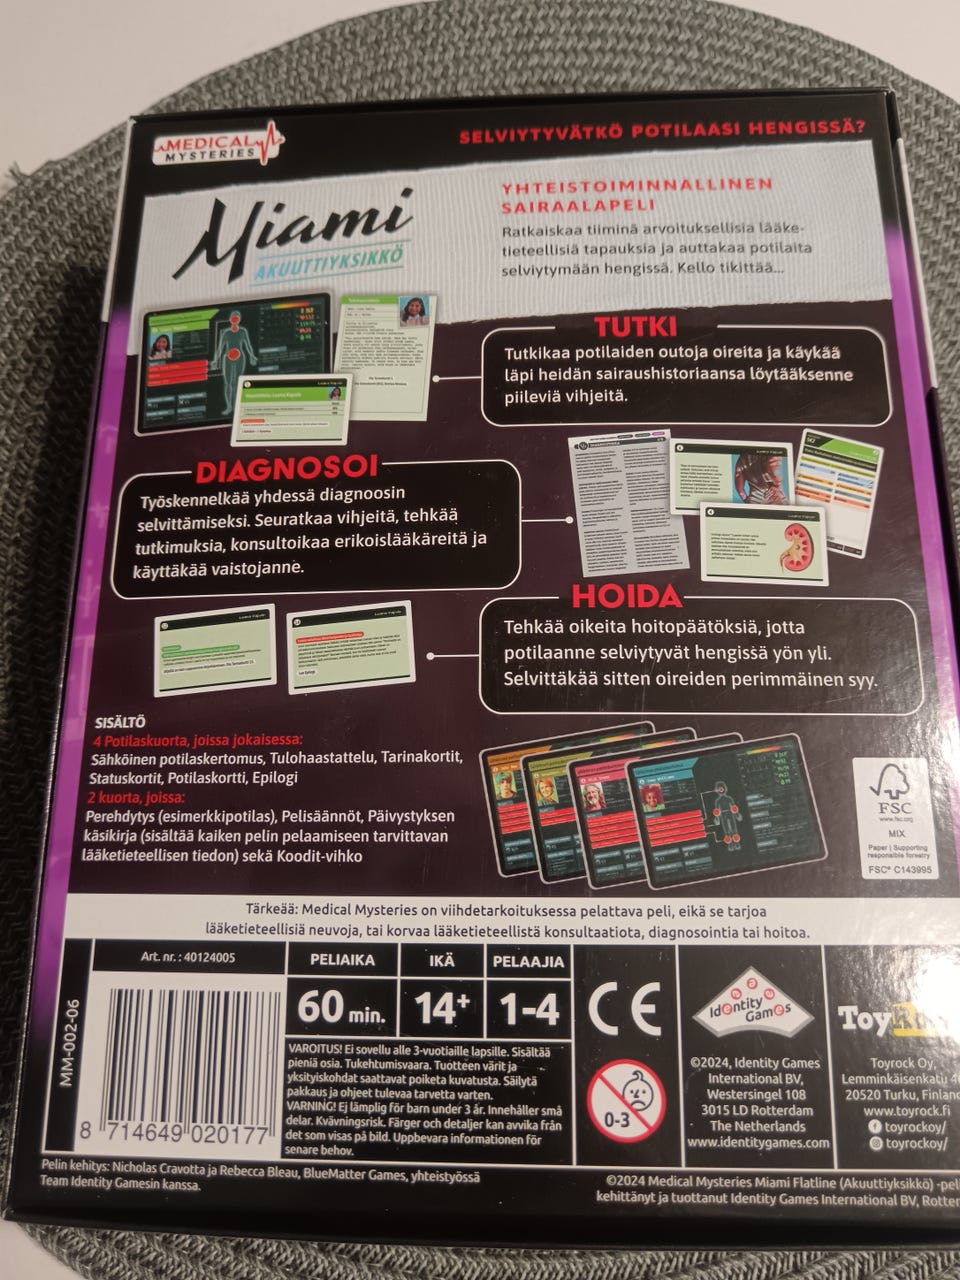 MEDICAL
MYSTERIES
SELVIYTYVÄTKÖ POTILAASI HENGISSÄ?
Miami
AKUUTTIYKSIKKÖ
YHTEISTOIMINNALLINEN
SAIRAALAPELI
Ratkaiskaa tiiminä arvoituksellisia lääke-
tieteellisiä tapauksia ja auttakaa potilaita
selviytymään hengissä. Kello tikittää...
TUTKI
Tutkikaa potilaiden outoja oireita ja käykää
läpi heidän sairaushistoriaansa löytääksenne
piileviä vihjeitä.
DIAGNOSOI
Työskennelkää yhdessä diagnoosin
selvittämiseksi. Seuratkaa vihjeitä, tehkää
tutkimuksia, konsultoikaa erikoislääkäreitä ja
käyttäkää vaistojanne.
HOIDA
Tehkää oikeita hoitopäätöksiä, jotta
potilaanne selviytyvät hengissä yön yli.
Selvittäkää sitten oireiden perimmäinen syy.
SISÄLTÖ
4 Potilaskuorta, joissa jokaisessa:
Sähköinen potilaskertomus, Tulohaastattelu, Tarinakortit,
Statuskortit, Potilaskortti, Epilogi
2 kuorta, joissa:
Perehdytys (esimerkkipotilas), Pelisäännöt, Päivystyksen
käsikirja (sisältää kaiken pelin pelaamiseen tarvittavan
lääketieteellisen tiedon) sekä Koodit-vihko
FSC
www.fsc.org
MIX
Paper | Supporting
responsible forestry
FSC® C143995
Tärkeää: Medical Mysteries on viihdetarkoituksessa pelattava peli, eikä se tarjoa
lääketieteellisiä neuvoja, tai korvaa lääketieteellistä konsultaatiota, diagnosointia tai hoitoa.
MM-002-06
Art. nr. : 40124005
8 714649 020177
PELIAIKA
60 min.
IKÄ
14+
PELAAJIA
1-4
VAROITUS! Ei sovellu alle 3-vuotiaille lapsille. Sisältää
pieniä osia. Tukehtumisvaara. Tuotteen värit ja
yksityiskohdat saattavat poiketa kuvatusta. Säilytä
pakkaus ja ohjeet tulevaa tarvetta varten.
VARNING! Ej lämplig för barn under 3 år. Innehåller små
delar. Kvävningsrisk. Färger och detaljer kan avvika från
det som visas på bild. Uppbevara informationen för
senare behov.
CE
0-3
Identity
Games
©2024, Identity Games
International BV,
Westersingel 108
3015 LD Rotterdam
The Netherlands
www.identitygames.com
ToyRo
Toyrock Oy,
Lemminkäisenkatu 46
20520 Turku, Finland
www.toyrock.fi
toyrockoy/
toyrockoy/
Pelin kehitys: Nicholas Cravotta ja Rebecca Bleau, BlueMatter Games, yhteistyössä
Team Identity Gamesin kanssa.
©2024 Medical Mysteries Miami Flatline (Akuuttiyksikkö) -peli
kehittänyt ja tuottanut Identity Games International BV, Rotter